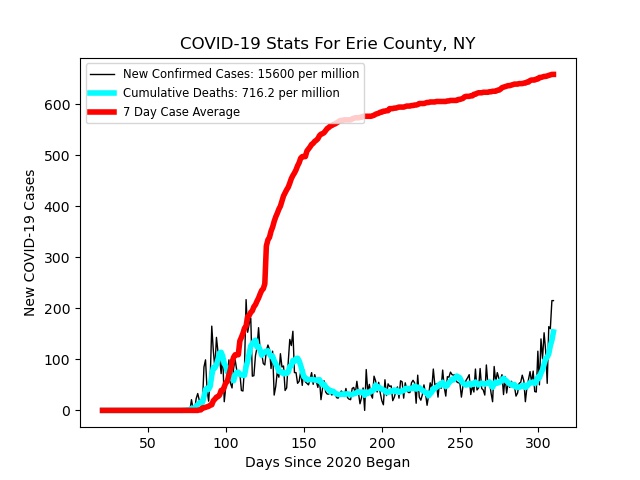 COVID-19 Stats For Erie County, NY
New Confirmed Cases: 15600 per million
Cumulative Deaths: 716.2 per million
7 Day Case Average
New COVID-19 Cases
600
500
400
300
200
100
0
50 100 150 200 250 300
Days Since 2020 Began